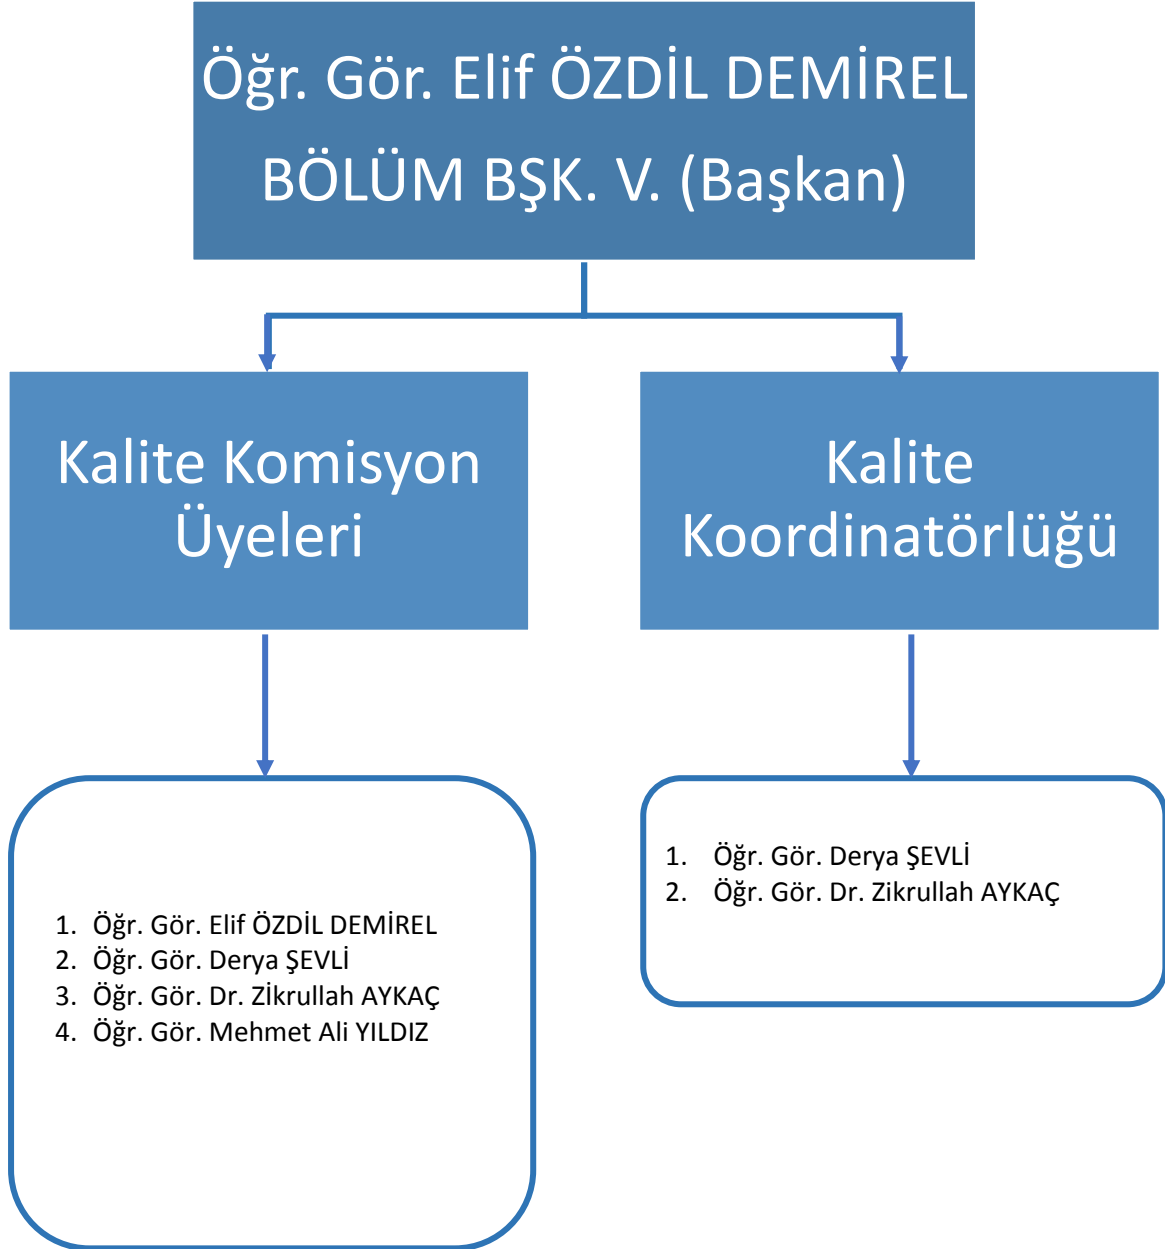 Öğr. Gör. Elif ÖZDİL DEMİREL
BÖLÜM BŞK. V. (Başkan)
Kalite Komisyon
Üyeleri
Kalite
Koordinatörlüğü
1. Öğr. Gör. Elif ÖZDİL DEMİREL
2. Öğr. Gör. Derya ŞEVLİ
3. Öğr. Gör. Dr. Zİkrullah AYKAÇ
4. Öğr. Gör. Mehmet Ali YILDIZ
1. Öğr. Gör. Derya ŞEVLİ
2. Öğr. Gör. Dr. Zikrullah AYKAÇ